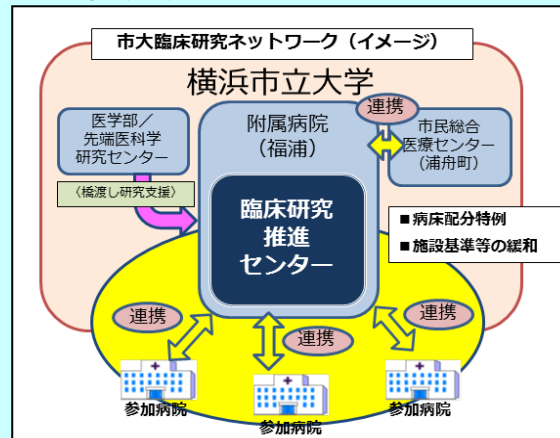 市大臨床研究ネットワーク（イメージ）
横浜市立大学
医学部／
先端医科学
研究センター
附属病院
（福浦）
連携
市民総合
医療センター
（浦舟町）
〈橋渡し研究支援〉
臨床研究
推進
センター
■病床配分特例
■施設基準等の緩和
連携
連携
連携
参加病院
参加病院
参加病院